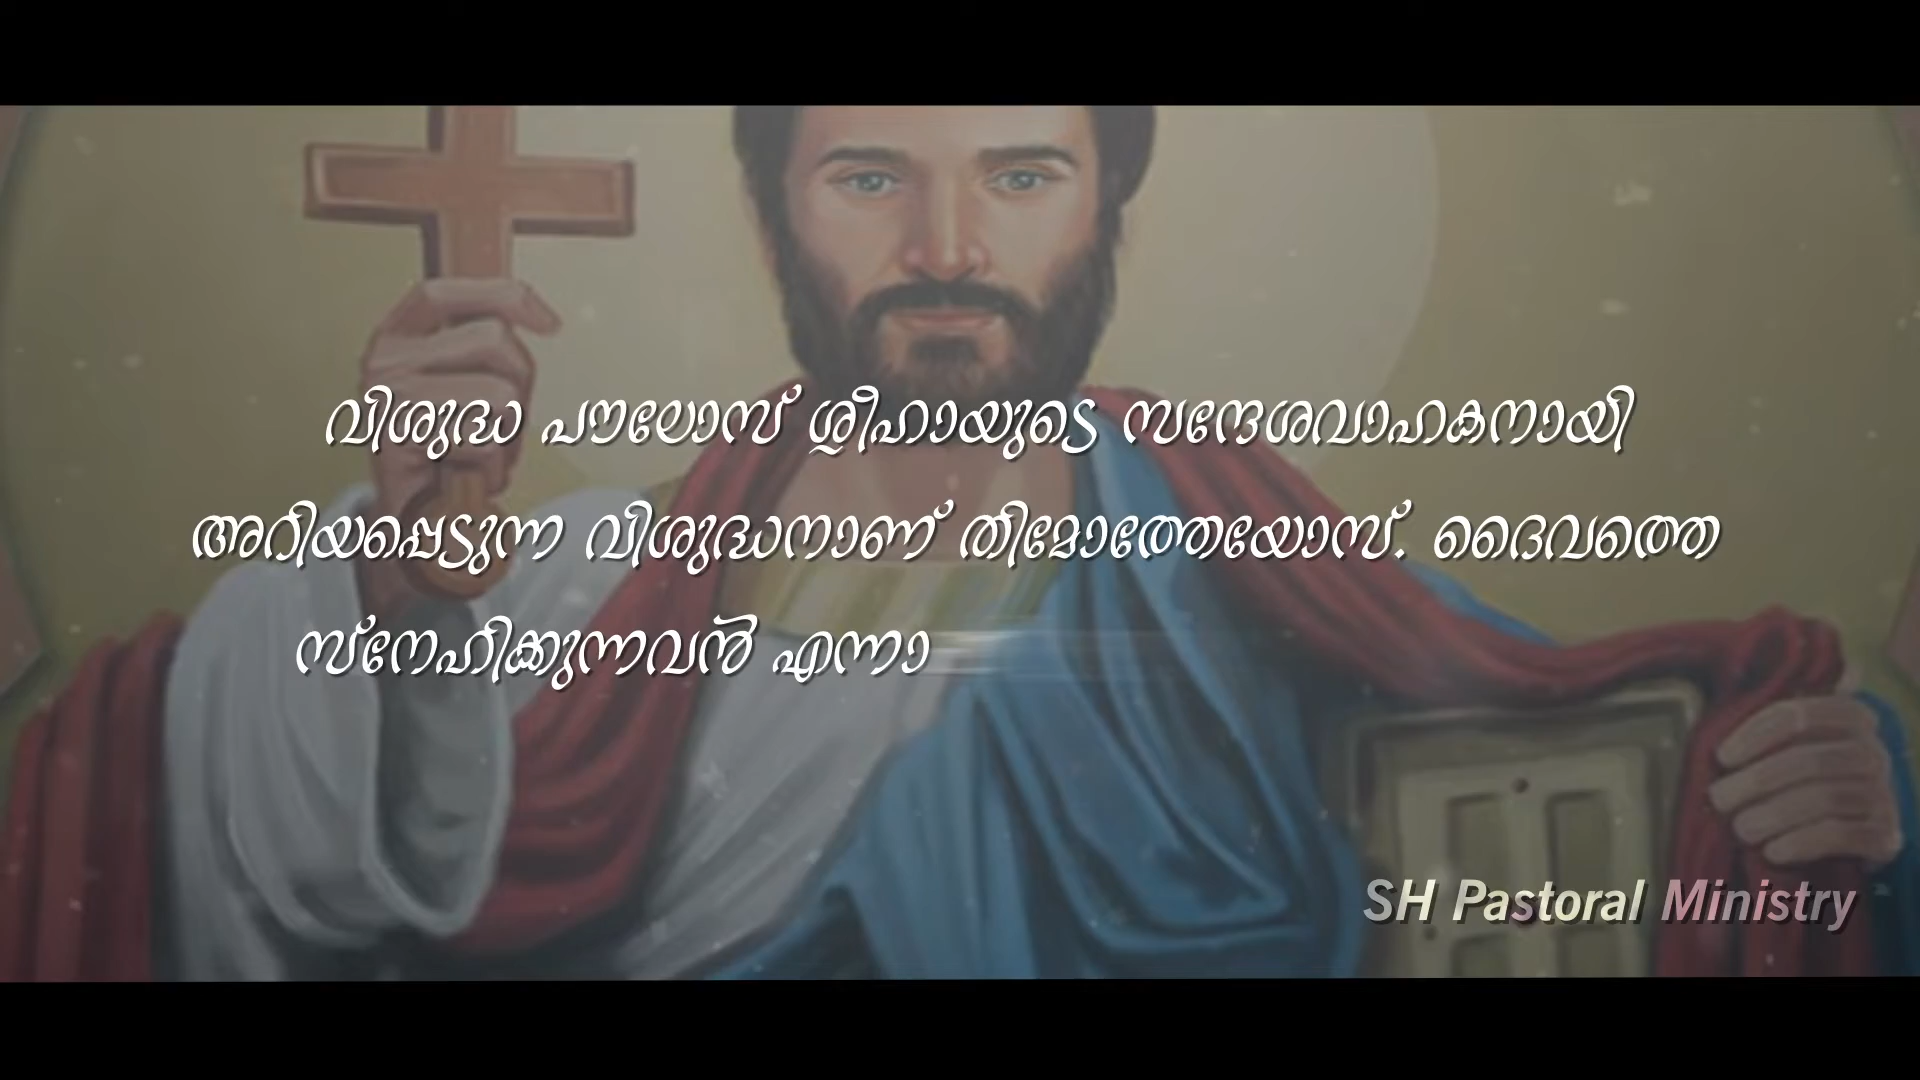 വിശുദ്ധ പൗലോസ് ശ്ലീഹായുടെ സന്ദേശവാഹകനായി
അറിയപ്പെടുന്ന വിശുദ്ധനാണ് തിമോത്തേയോസ്. ദൈവത്തെ
സ്നേഹിക്കുന്നവൻ എന്നാ
SH Pastoral Ministry